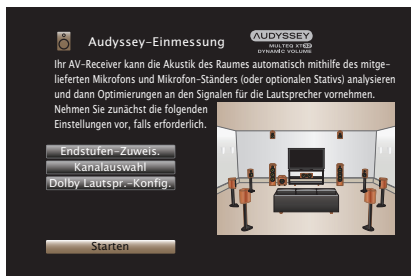 Audyssey-Einmessung
AUDYSSEY
MULTEQ XT32
DYNAMIC VOLUME
Ihr AV-Receiver kann die Akustik des Raumes automatisch mithilfe des mitge-
lieferten Mikrofons und Mikrofon-Ständers (oder optionalen Stativs) analysieren
und dann Optimierungen an den Signalen für die Lautsprecher vornehmen.
Nehmen Sie zunächst die folgenden
Einstellungen vor, falls erforderlich.
Endstufen-Zuweis.
Kanalauswahl
Dolby Lautspr.-Konfig.
Starten